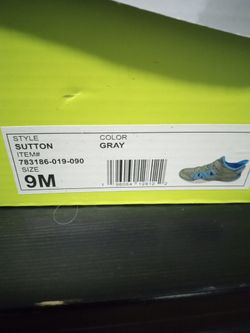 STYLE
SUTTON
ITEM#
783186-019-090
SIZE
9M
COLOR
GRAY